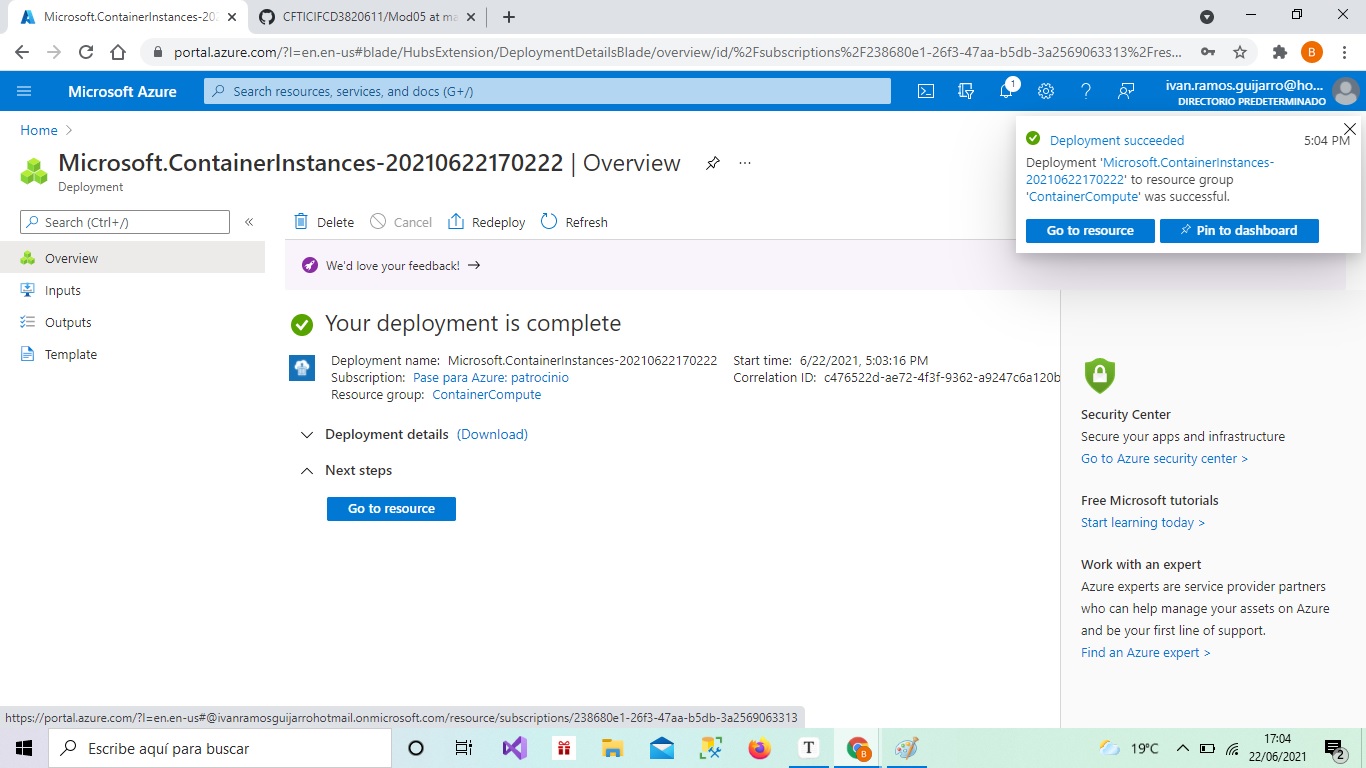 Microsoft.ContainerInstances-202
CFTICIFCD3820611/Mod05 at ma
portal.azure.com/?l=en.en-us#blade/HubsExtension/DeploymentDetailsBlade/overview/id/%2Fsubscriptions%2F238680e1-26f3-47aa-b5db-3a2569063313%2Fres...
B
Microsoft Azure
Search resources, services, and docs (G+/)
1
ivan.ramos.guijarro@ho...
DIRECTORIO PREDETERMINADO
Home >
Microsoft.ContainerInstances-20210622170222 | Overview
Deployment
Deployment succeeded
5:04 PM
Deployment 'Microsoft.ContainerInstances-
20210622170222' to resource group
'ContainerCompute' was successful.
Go to resource
Pin to dashboard
Search (Ctrl+/)
«
Delete
Cancel
Redeploy
Refresh
Overview
Inputs
Outputs
Template
We'd love your feedback! →
Your deployment is complete
Deployment name: Microsoft.ContainerInstances-20210622170222
Subscription: Pase para Azure: patrocinio
Resource group: ContainerCompute
Start time: 6/22/2021, 5:03:16 PM
Correlation ID: c476522d-ae72-4f3f-9362-a9247c6a120b
Deployment details (Download)
Next steps
Go to resource
Security Center
Secure your apps and infrastructure
Go to Azure security center >
Free Microsoft tutorials
Start learning today >
Work with an expert
Azure experts are service provider partners
who can help manage your assets on Azure
and be your first line of support.
Find an Azure expert >
https://portal.azure.com/?l=en.en-us#@ivanramosguijarrohotmail.onmicrosoft.com/resource/subscriptions/238680e1-26f3-47aa-b5db-3a2569063313
Escribe aquí para buscar
T
B
19°C
17:04
22/06/2021
2